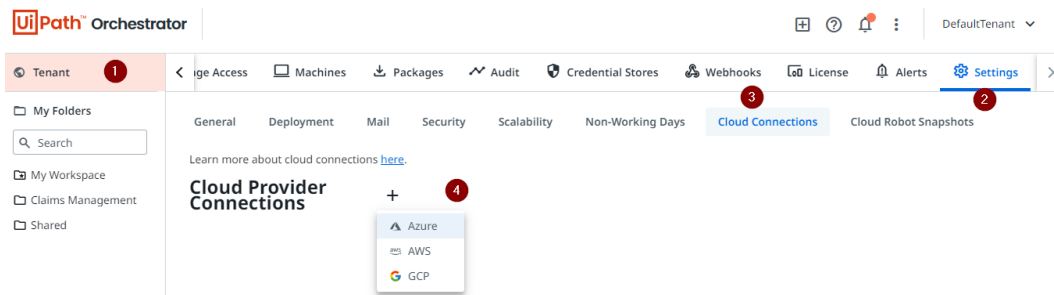 UiPath™ Orchestrator
DefaultTenant
Tenant 1
ge Access Machines Packages Audit Credential Stores Webhooks License Alerts Settings
2
My Folders
Search
My Workspace
Claims Management
Shared
3
General Deployment Mail Security Scalability Non-Working Days Cloud Connections Cloud Robot Snapshots
Learn more about cloud connections here.
Cloud Provider
Connections
+ 4
Azure
aws AWS
GCP